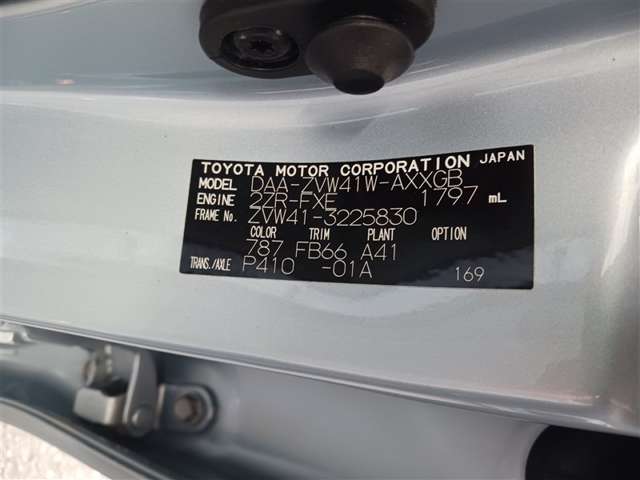 TOYOTA MOTOR CORPORATION JAPAN
MODEL DAA-ZVW41W-AXXGB
ENGINE 2ZR-FXE 1797 mL
FRAME No. ZVW41-3225830
COLOR TRIM PLANT OPTION
787 FB66 A41
TRANS./AXLE P410 -01A 169